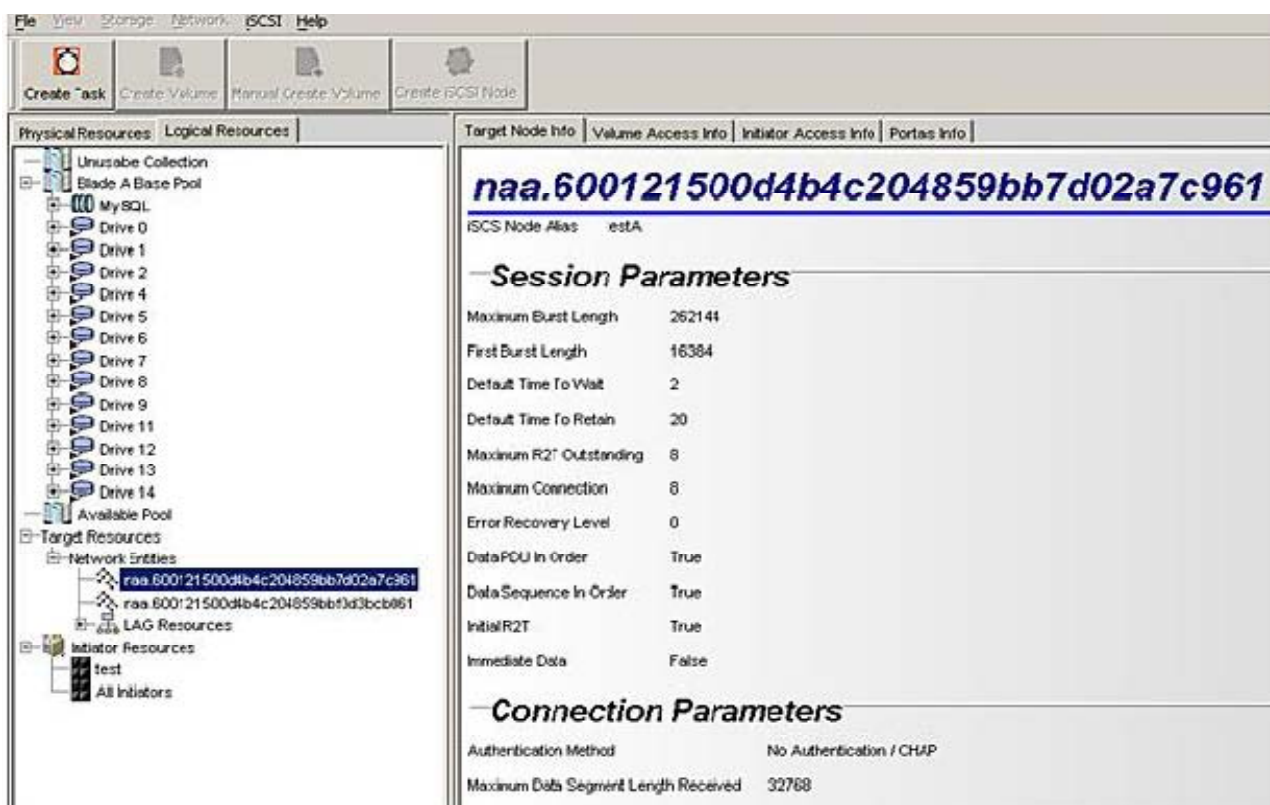 File View Storage Network iSCSI Help
Create Task Create Volume Manual Create Volume Create iSCSI Node
Physical Resources Logical Resources
Unusabe Collection
Blade A Base Pool
MySQL
Drive 0
Drive 1
Drive 2
Drive 4
Drive 5
Drive 6
Drive 7
Drive 8
Drive 9
Drive 11
Drive 12
Drive 13
Drive 14
Available Pool
Target Resources
Network Entities
naa.600121500d4b4c204859bb7d02a7c961
LAG Resources
Initiator Resources
test
All Initiators
Target Node Info Volume Access Info Initiator Access Info Portals Info
naa.600121500d4b4c204859bb7d02a7c961
iSCS Node Alias estA
Session Parameters
Maximum Burst Length 262144
First Burst Length 16384
Default Time To Wait 2
Default Time To Retain 20
Maximum R2T Outstanding 8
Maximum Connection 8
Error Recovery Level 0
Data PDU In Order True
Data Sequence In Order True
Initial R2T True
Immediate Data False
Connection Parameters
Authentication Method No Authentication / CHAP
Maximum Data Segment Length Received 32768